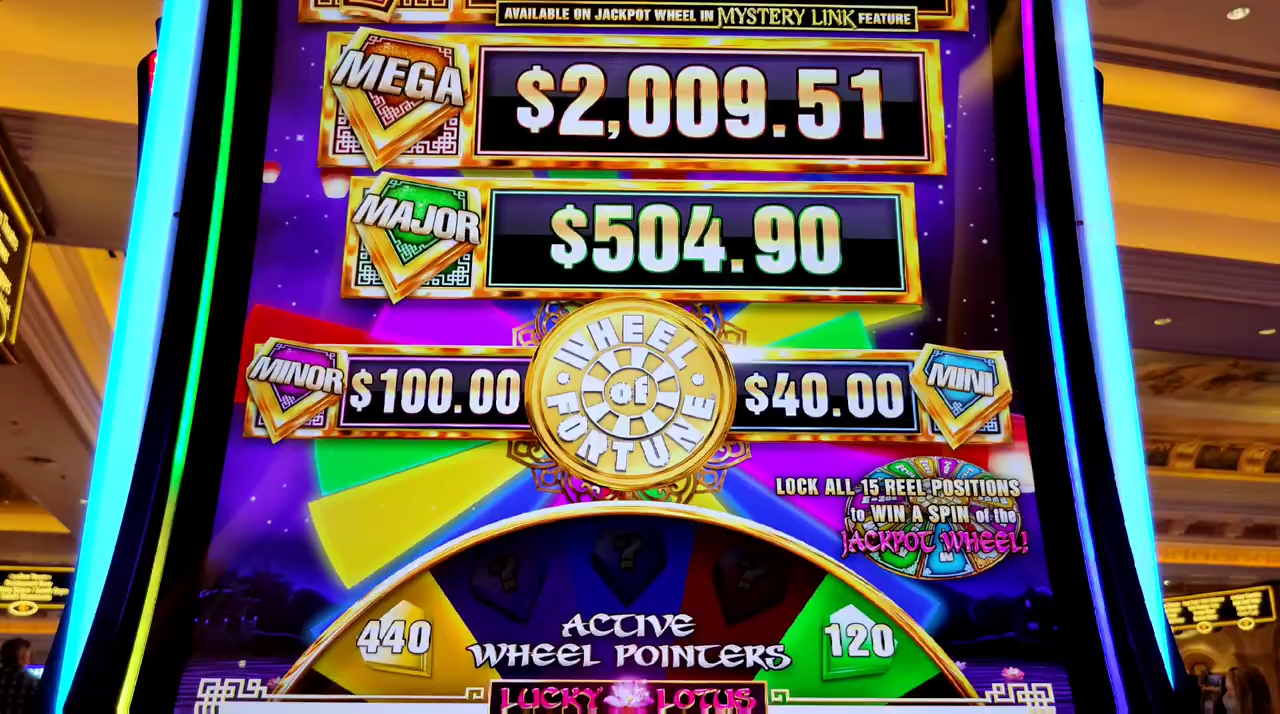 AVAILABLE ON JACKPOT WHEEL IN MYSTERY LINK FEATURE
MEGA
$2,009.51
MAJOR
$504.90
MINOR
$100.00
WHEEL
of
FORTUNE
$40.00
MINI
LOCK ALL 15 REEL POSITIONS
to WIN A SPIN of the
JACKPOT WHEEL!
440
ACTIVE
WHEEL POINTERS
120
LUCKY LOTUS